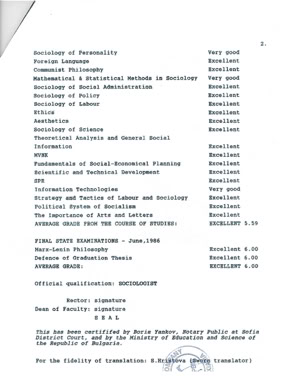 2.
Sociology of Personality Very good
Foreign Language Excellent
Communist Philosophy Excellent
Mathematical & Statistical Methods in Sociology Very good
Sociology of Social Administration Excellent
Sociology of Policy Excellent
Sociology of Labour Excellent
Ethics Excellent
Aesthetics Excellent
Sociology of Science Excellent
Theoretical Analysis and General Social
Information Excellent
MVNK Excellent
Fundamentals of Social-Economical Planning Excellent
Scientific and Technical Development Excellent
SPE Excellent
Information Technologies Very good
Strategy and Tactics of Labour and Sociology Excellent
Political System of Socialism Excellent
The Importance of Arts and Letters Excellent
AVERAGE GRADE FROM THE COURSE OF STUDIES: EXCELLENT 5.59
FINAL STATE EXAMINATIONS - June,1986
Marx-Lenin Philosophy Excellent 6.00
Defence of Graduation Thesis Excellent 6.00
AVERAGE GRADE: EXCELLENT 6.00
Official qualification: SOCIOLOGIST
Rector: signature
Dean of Faculty: signature
S E A L
This has been certififed by Boris Yankov, Notary Public at Sofia
District Court, and by the Ministry of Education and Science of
the Republic of Bulgaria.
For the fidelity of translation: E.Hristova (Sworn translator)